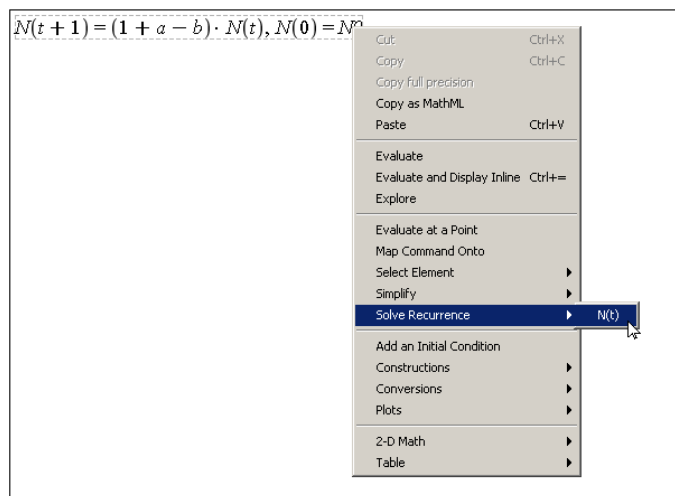 N(t + 1) = (1 + a − b) · N(t), N(0) = N0
Cut Ctrl+X
Copy Ctrl+C
Copy full precision
Copy as MathML
Paste Ctrl+V
Evaluate
Evaluate and Display Inline Ctrl+=
Explore
Evaluate at a Point
Map Command Onto
Select Element
Simplify
Solve Recurrence N(t)
Add an Initial Condition
Constructions
Conversions
Plots
2-D Math
Table